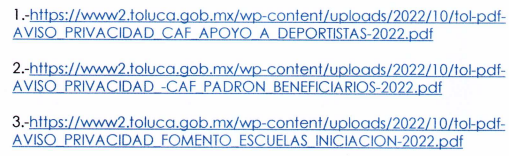 1.-https://www2.toluca.gob.mx/wp-content/uploads/2022/10/tol-pdf-
AVISO_PRIVACIDAD_CAF_APOYO_A_DEPORTISTAS-2022.pdf
2.-https://www2.toluca.gob.mx/wp-content/uploads/2022/10/tol-pdf-
AVISO_PRIVACIDAD_-CAF_PADRON_BENEFICIARIOS-2022.pdf
3.-https://www2.toluca.gob.mx/wp-content/uploads/2022/10/tol-pdf-
AVISO_PRIVACIDAD_FOMENTO_ESCUELAS_INICIACION-2022.pdf